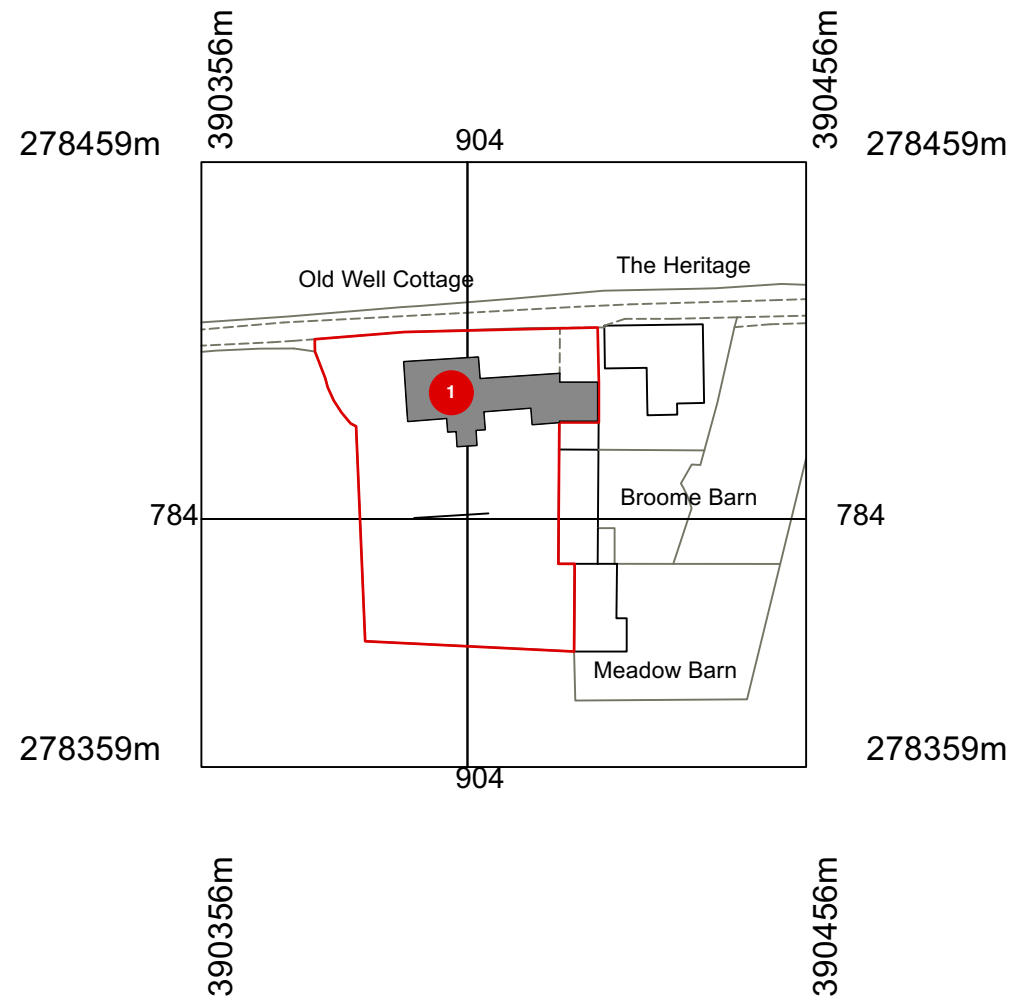 390356m
390456m
278459m
904
278459m
The Heritage
Old Well Cottage
1
Broome Barn
784
784
Meadow Barn
278359m
278359m
904
390356m
390456m